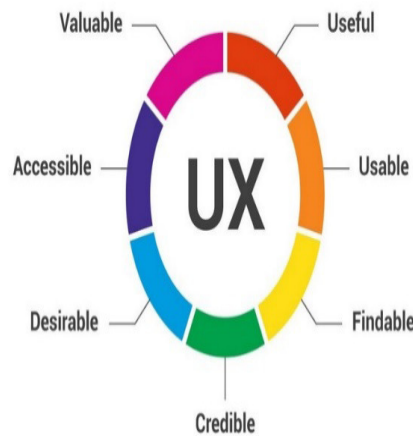 Valuable
Useful
Accessible
UX
Usable
Desirable
Findable
Credible